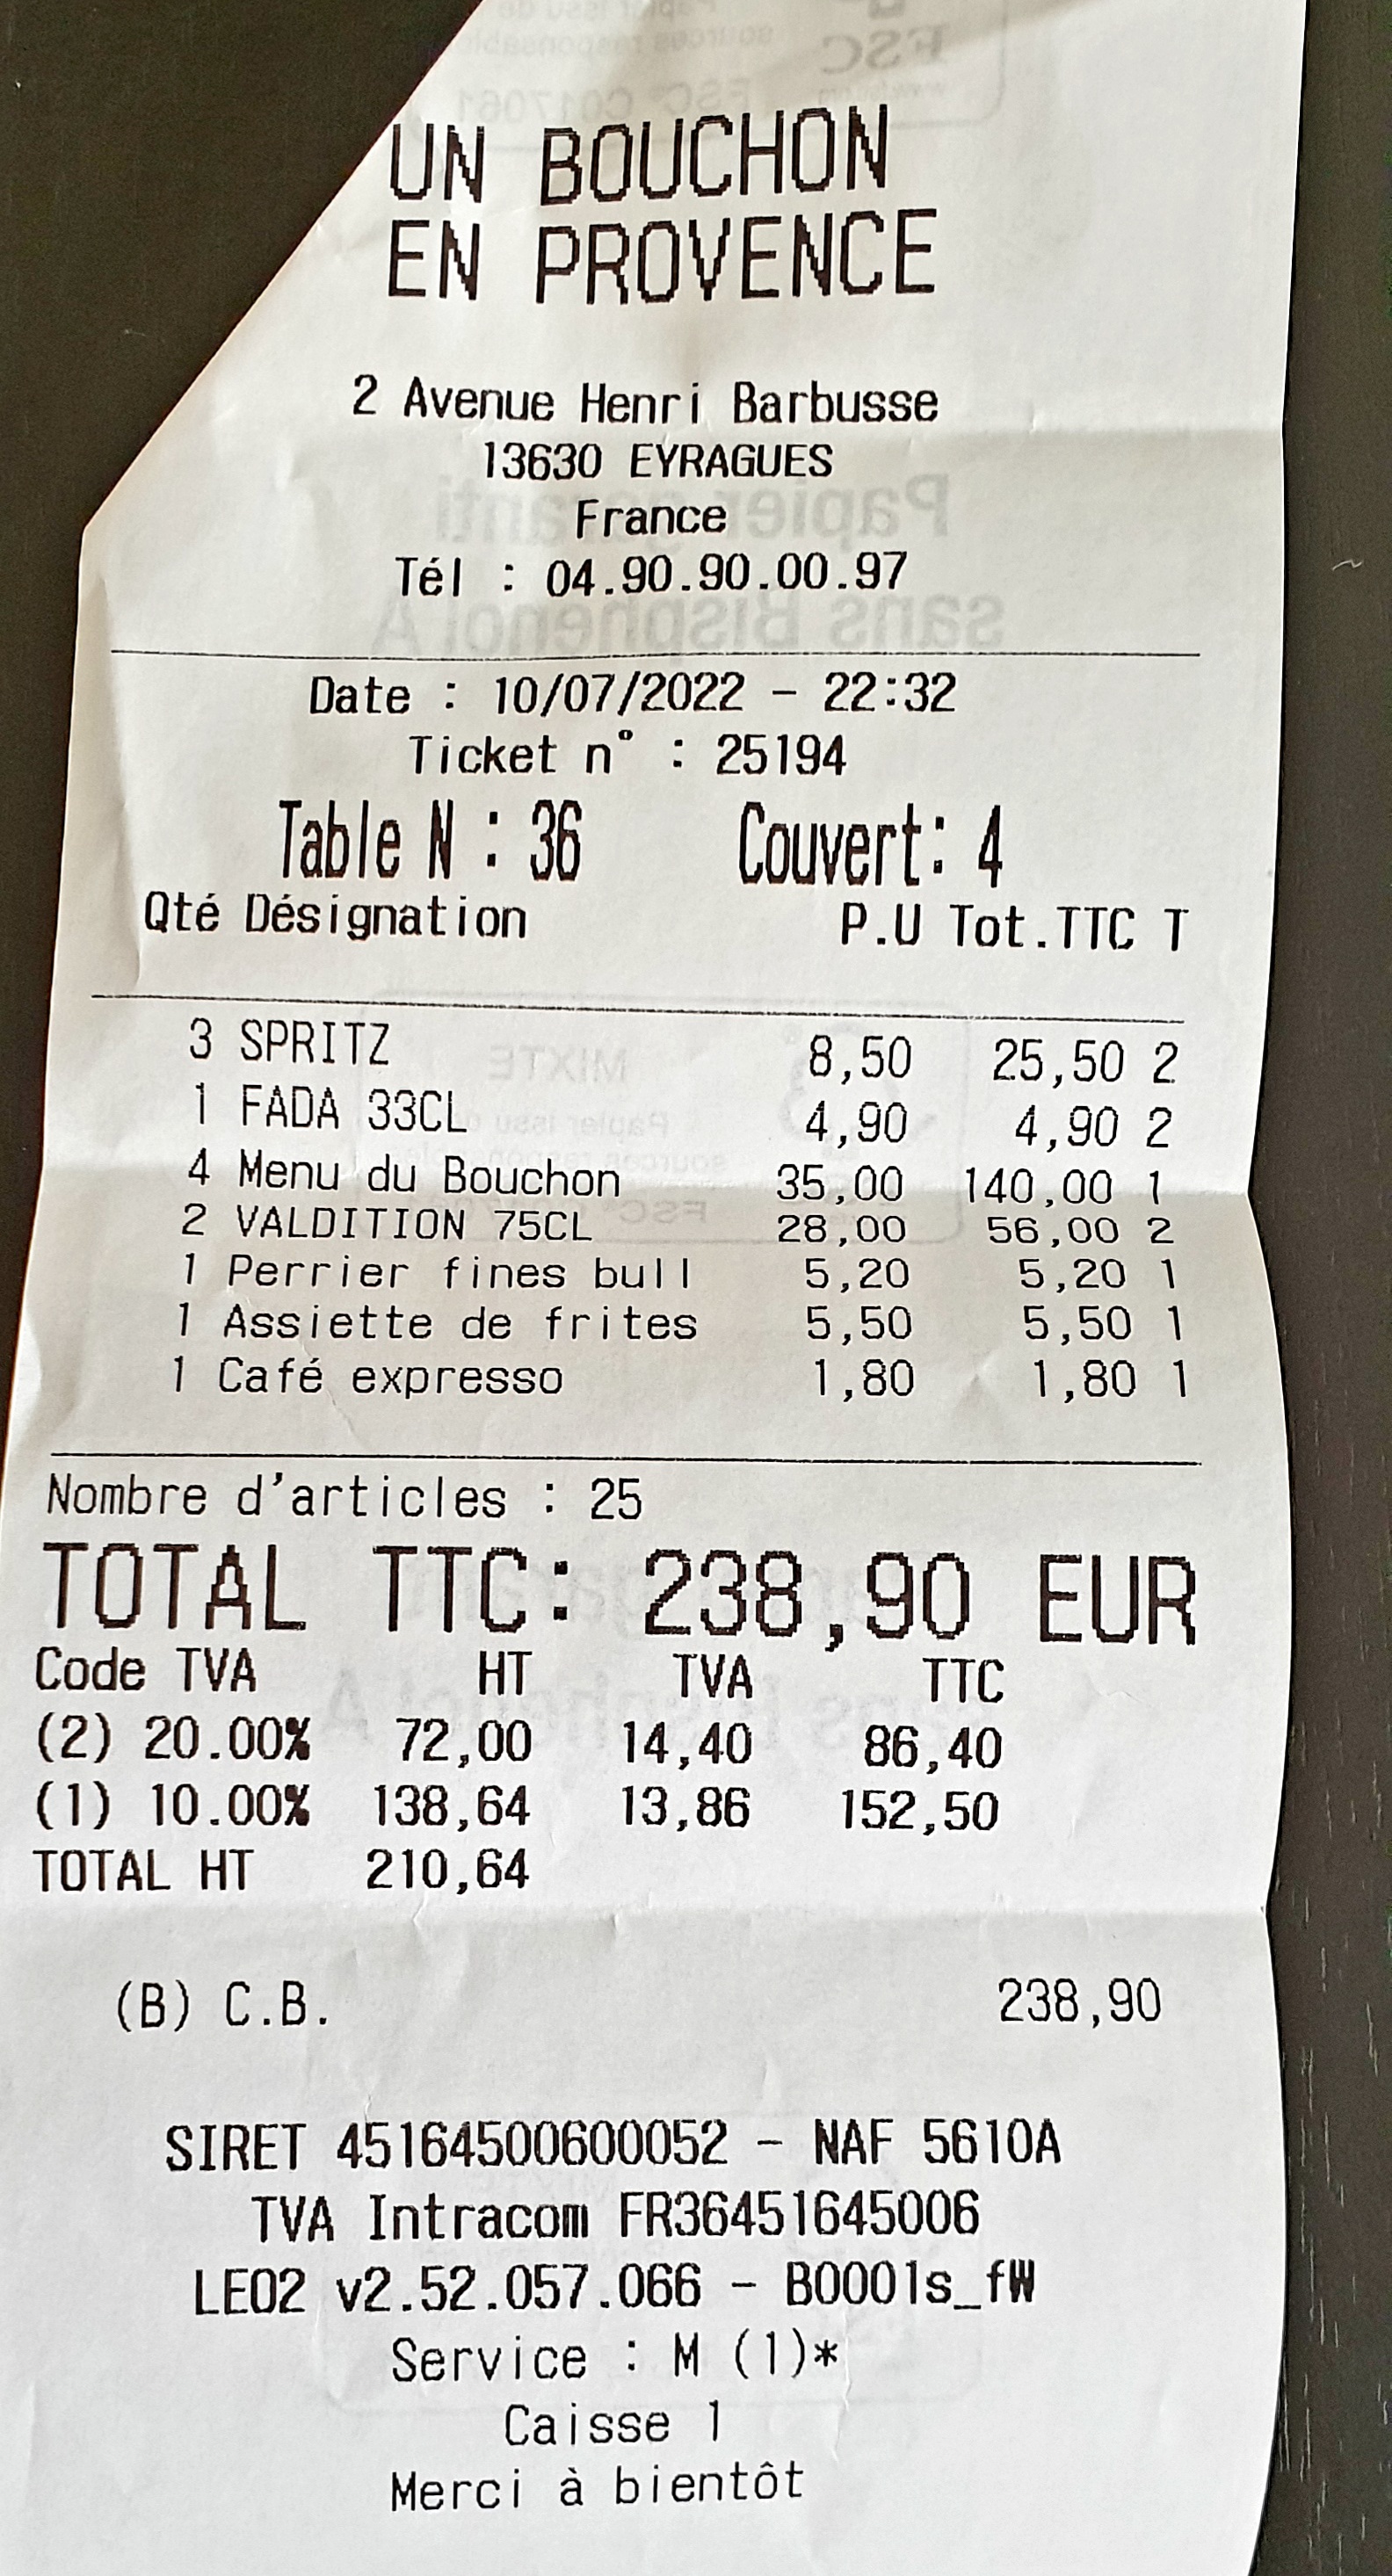 UN BOUCHON
EN PROVENCE
2 Avenue Henri Barbusse
13630 EYRAGUES
France
Tél : 04.90.90.00.97
Date : 10/07/2022 - 22:32
Ticket n° : 25194
Table N : 36 Couvert: 4
Qté Désignation P.U Tot.TTC T
3 SPRITZ 8,50 25,50 2
1 FADA 33CL 4,90 4,90 2
4 Menu du Bouchon 35,00 140,00 1
2 VALDITION 75CL 28,00 56,00 2
1 Perrier fines bull 5,20 5,20 1
1 Assiette de frites 5,50 5,50 1
1 Café expresso 1,80 1,80 1
Nombre d'articles : 25
TOTAL TTC: 238,90 EUR
Code TVA HT TVA TTC
(2) 20.00% 72,00 14,40 86,40
(1) 10.00% 138,64 13,86 152,50
TOTAL HT 210,64
(B) C.B. 238,90
SIRET 45164500600052 - NAF 5610A
TVA Intracom FR36451645006
LEO2 v2.52.057.066 - B0001s_fW
Service : M (1)*
Caisse 1
Merci à bientôt